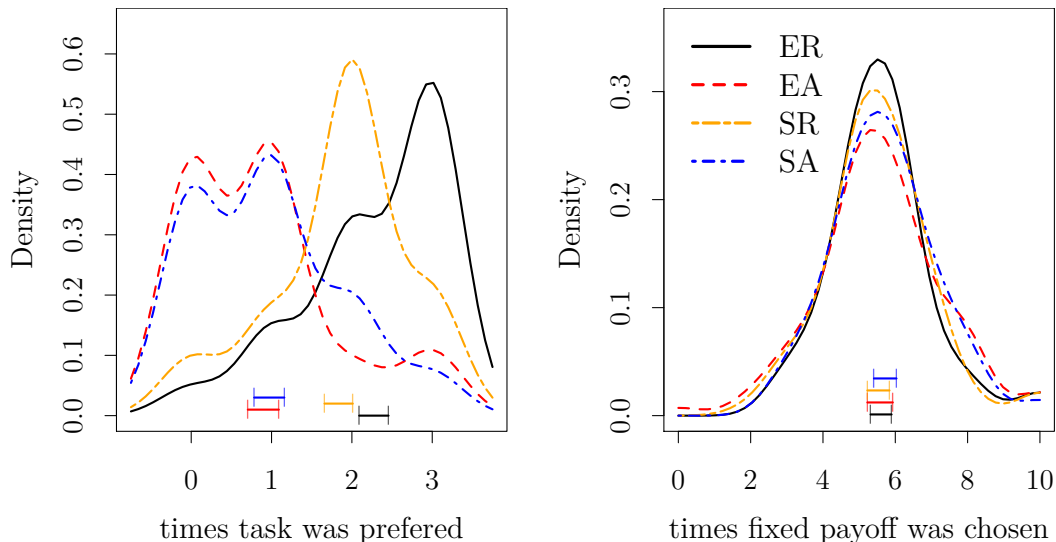 Density
0.0
0.1
0.2
0.3
0.4
0.5
0.6
0
1
2
3
times task was prefered
Density
0.0
0.1
0.2
0.3
ER
EA
SR
SA
0
2
4
6
8
10
times fixed payoff was chosen